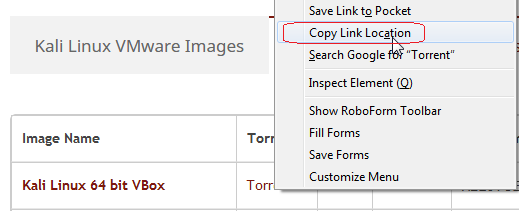 Save Link to Pocket
Copy Link Location
Search Google for "Torrent"
Inspect Element (Q)
Show RoboForm Toolbar
Fill Forms
Save Forms
Customize Menu
Kali Linux VMware Images
Image Name
Torr
Kali Linux 64 bit VBox
Torr